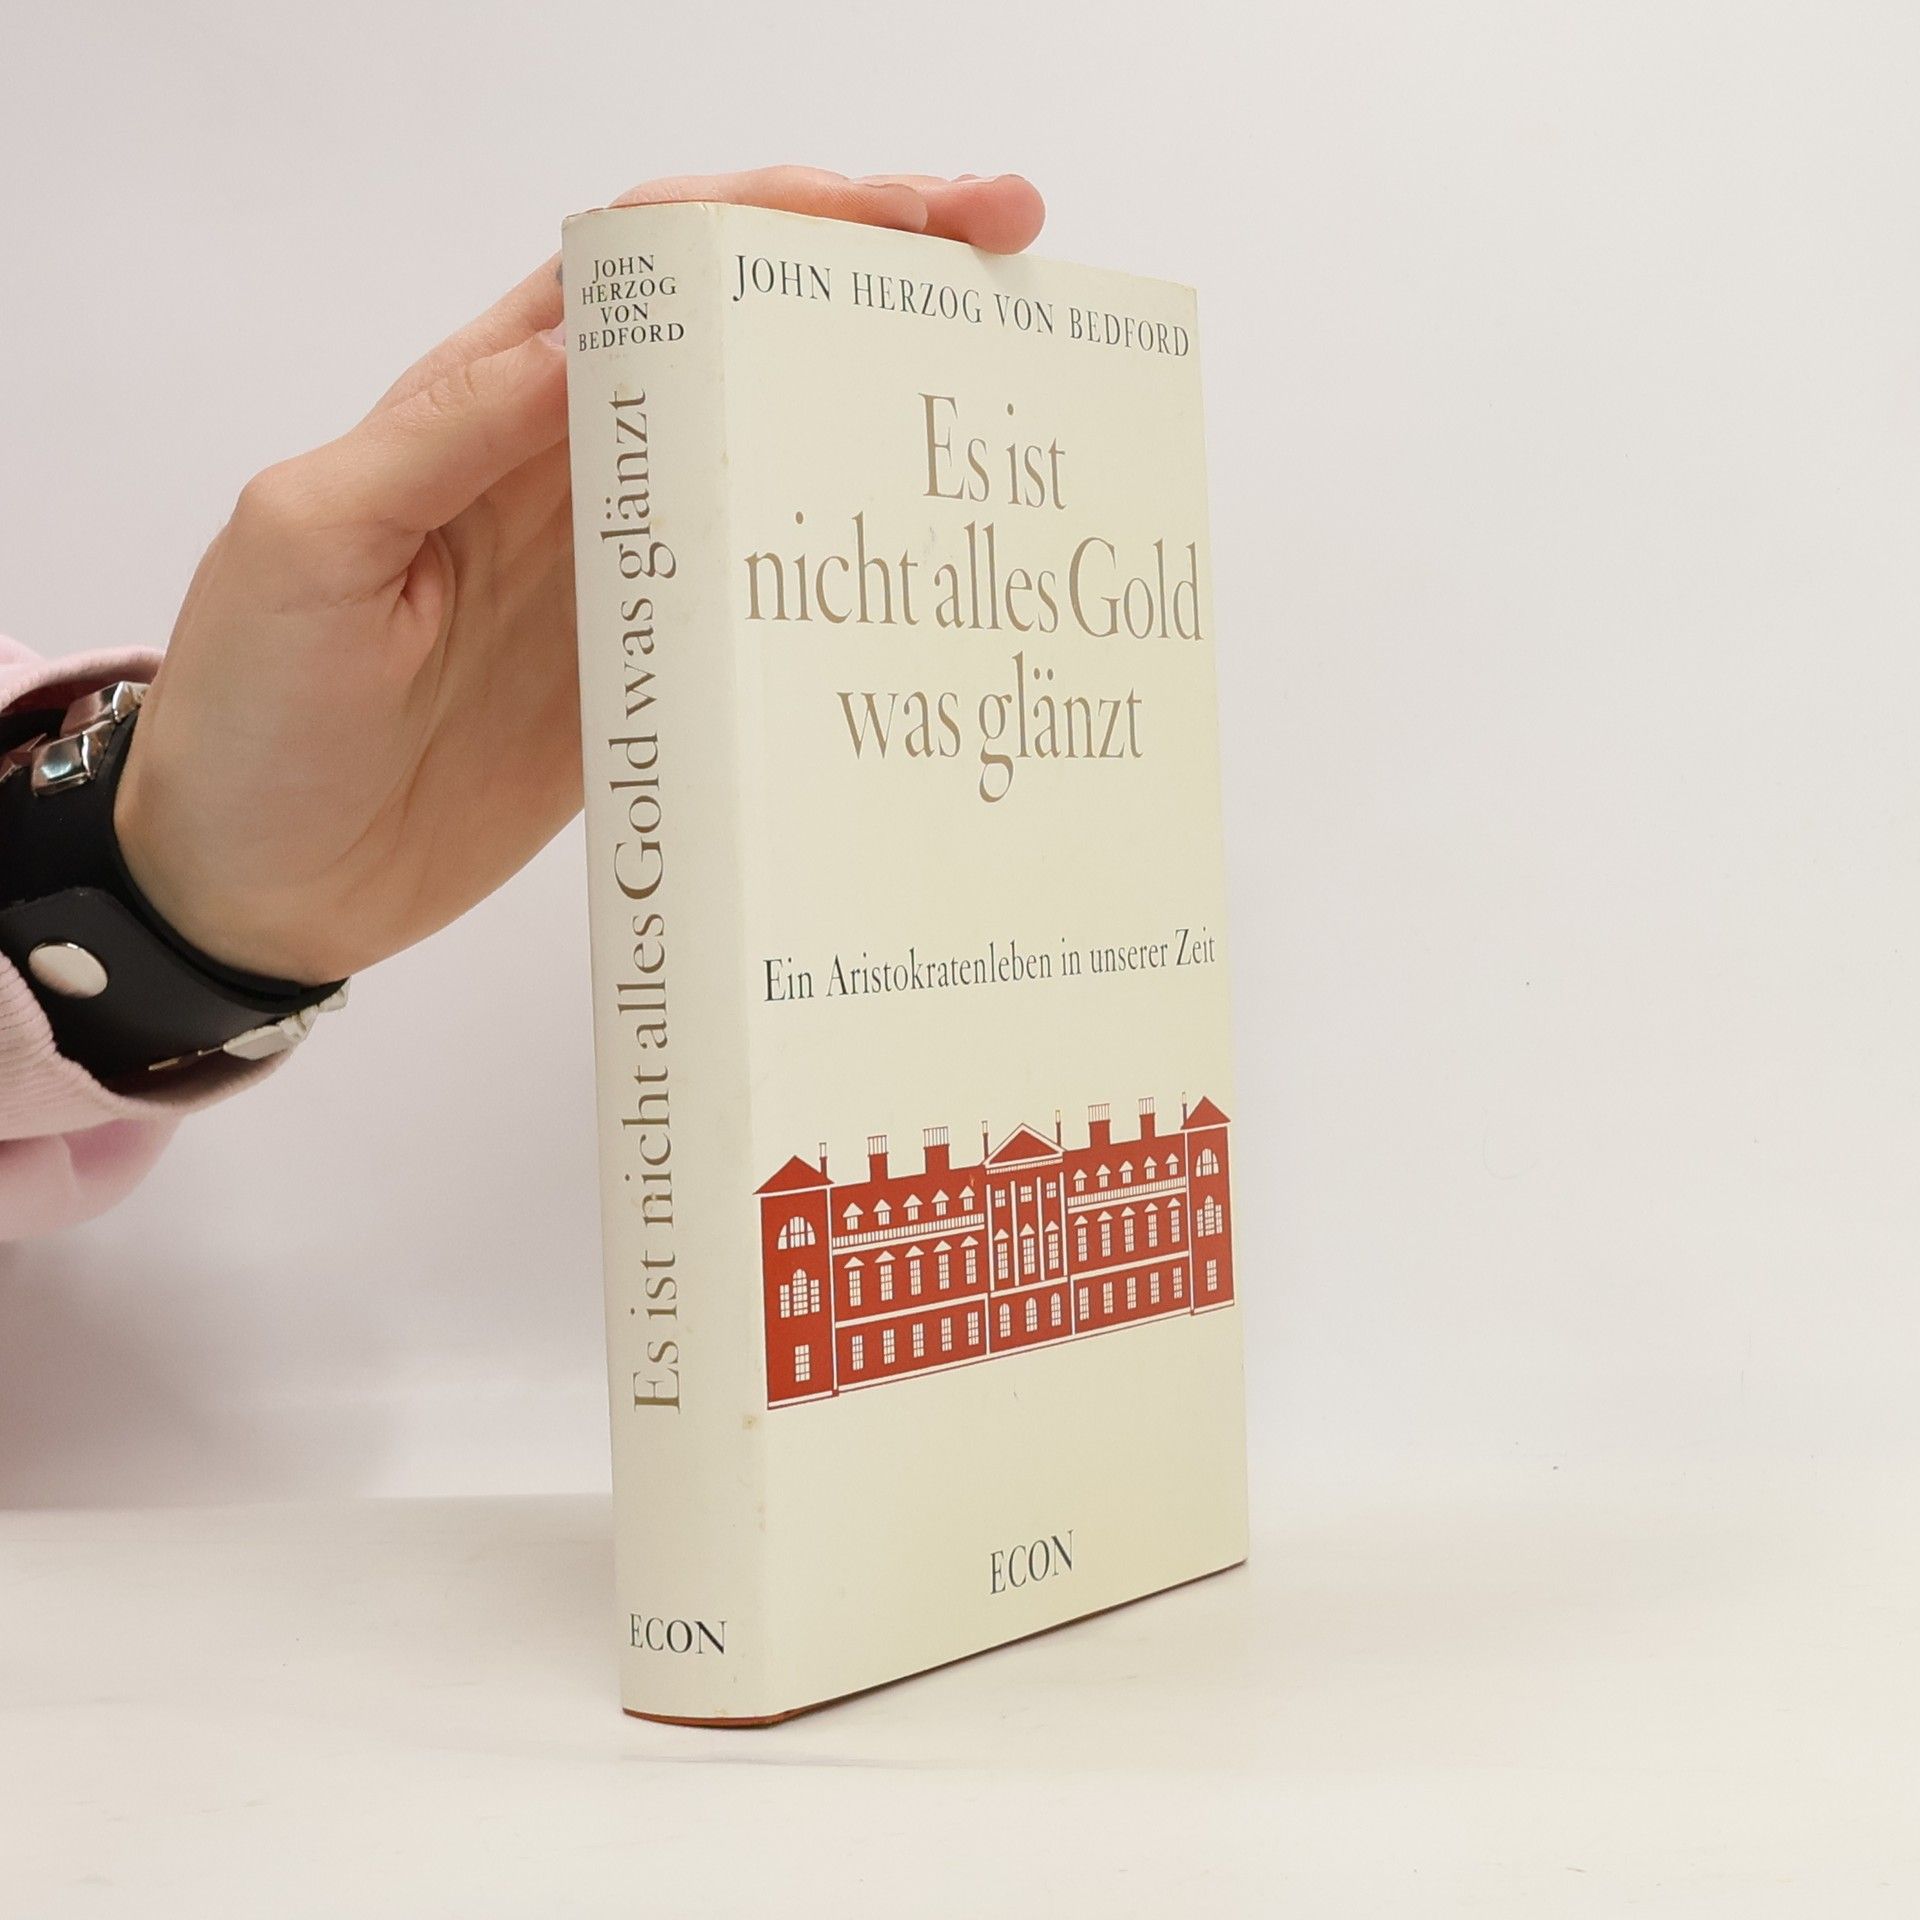 JOHN
HERZOG
VON
BEDFORD
Es ist nicht alles Gold was glänzt
ECON
JOHN HERZOG VON BEDFORD
Es ist
nicht alles Gold
was glänzt
Ein Aristokratenleben in unserer Zeit
ECON